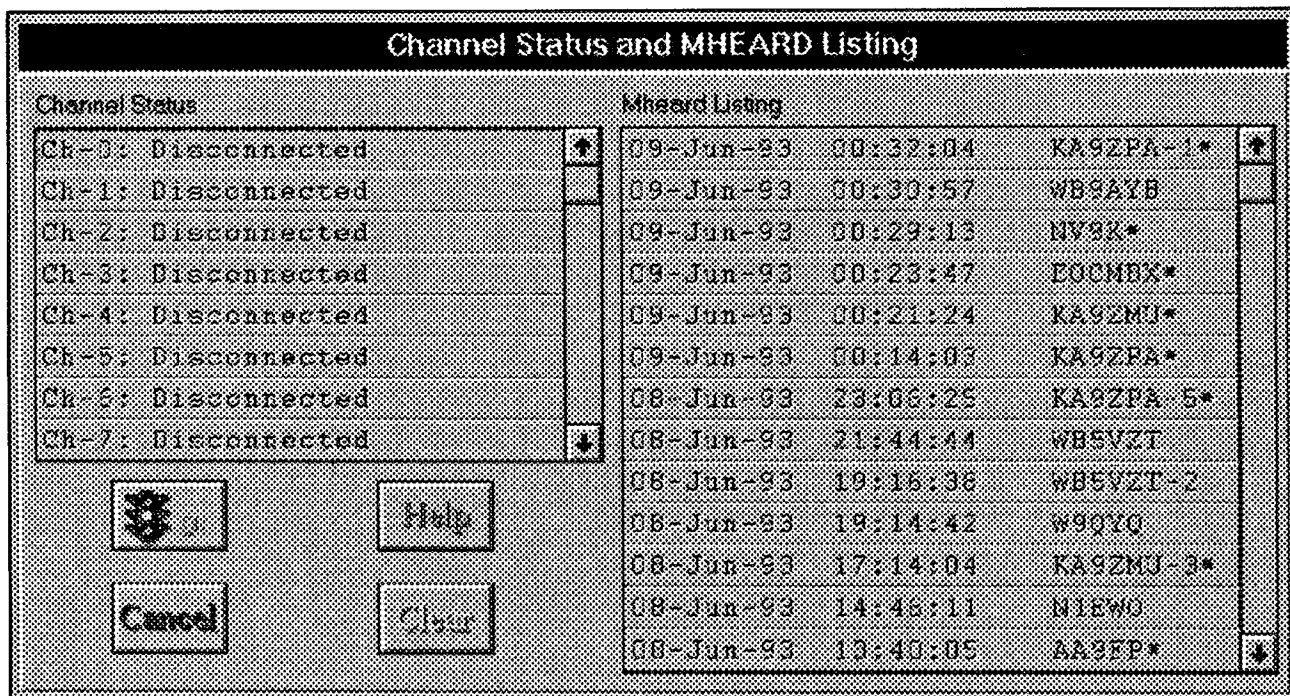 Channel Status and MHEARD Listing
Channel Status
Ch-0: Disconnected
Ch-1: Disconnected
Ch-2: Disconnected
Ch-3: Disconnected
Ch-4: Disconnected
Ch-5: Disconnected
Ch-6: Disconnected
Ch-7: Disconnected
Help
Cancel
Clear
Mheard Listing
09-Jun-93 00:32:04 KA9ZPA-1*
09-Jun-93 00:30:57 WB9AYB
09-Jun-93 00:29:13 NV9K*
09-Jun-93 00:23:47 EOCMBX*
09-Jun-93 00:21:24 KA9ZMU*
09-Jun-93 00:14:03 KA9ZPA*
08-Jun-93 23:06:25 KA9ZPA-5*
08-Jun-93 21:44:44 WB5VZT
08-Jun-93 19:16:38 WB5VZT-2
08-Jun-93 19:14:42 W9QYQ
08-Jun-93 17:14:04 KA9ZMU-3*
08-Jun-93 14:46:11 N1EWO
08-Jun-93 13:40:05 AA9FP*